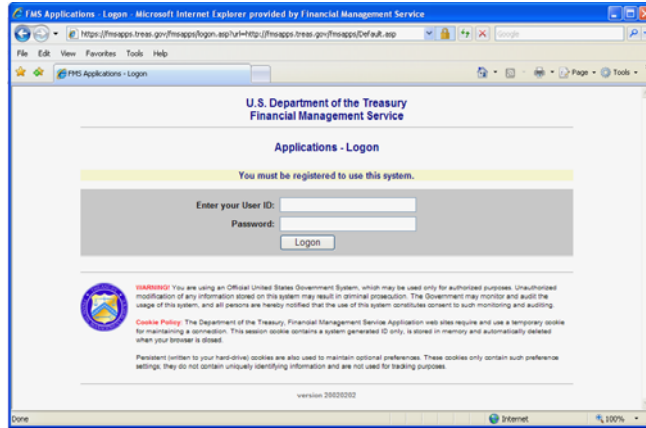 FMS Applications - Logon - Microsoft Internet Explorer provided by Financial Management Service
https://fmsapps.treas.gov/fmsapps/logon.asp?url=http://fmsapps.treas.gov/fmsapps/Default.asp
Google
File Edit View Favorites Tools Help
FMS Applications - Logon
Page Tools
U.S. Department of the Treasury
Financial Management Service
Applications - Logon
You must be registered to use this system.
Enter your User ID:
Password:
Logon
WARNING! You are using an Official United States Government System, which may be used only for authorized purposes. Unauthorized
modification of any information stored on this system may result in criminal prosecution. The Government may monitor and audit the
usage of this system, and all persons are hereby notified that the use of this system constitutes consent to such monitoring and auditing.
Cookie Policy: The Department of the Treasury, Financial Management Service Application web sites require and use a temporary cookie
for maintaining a connection. This session cookie contains a system generated ID only, is stored in memory and automatically deleted
when your browser is closed.
Persistent (written to your hard-drive) cookies are also used to maintain optional preferences. These cookies only contain such preference
settings; they do not contain uniquely identifying information and are not used for tracking purposes.
version 20020202
Done Internet 100%